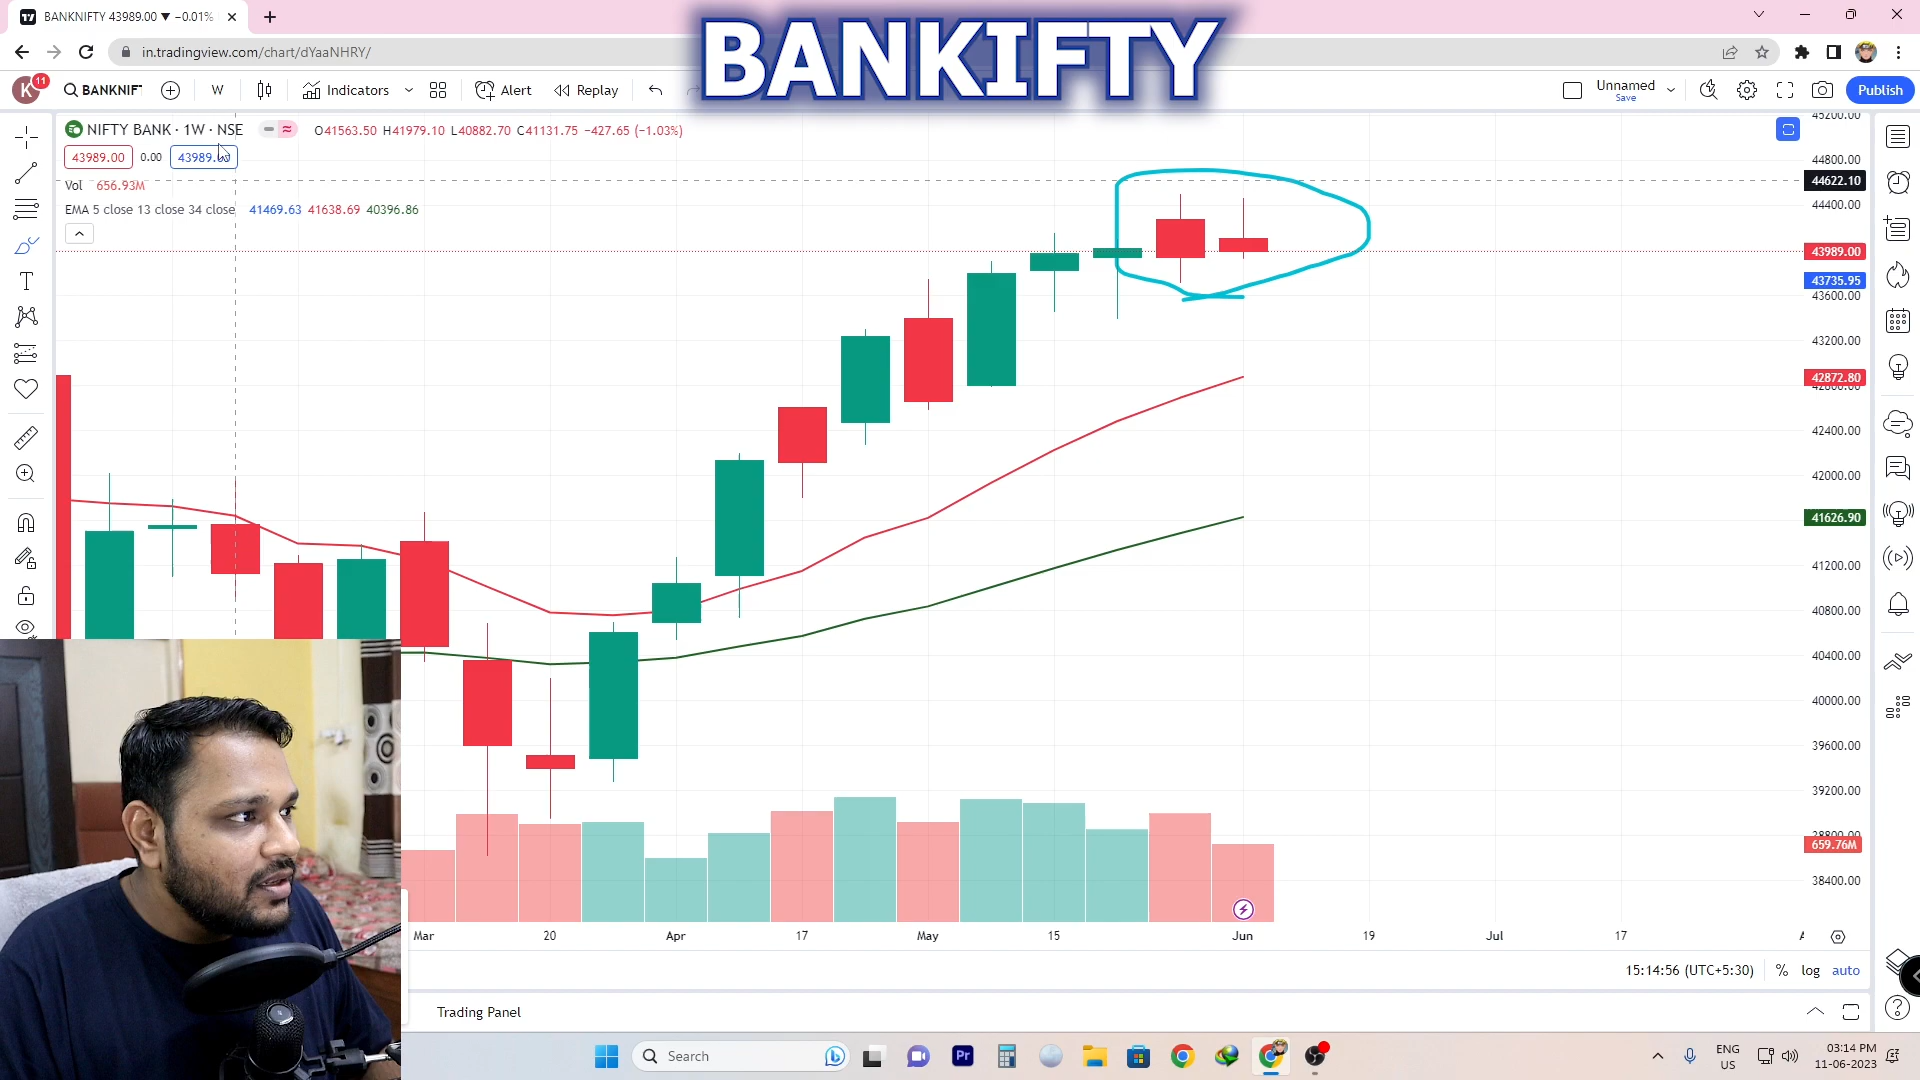 BANKNIFTY 43989.00 ▼ −0.01%
BANKIFTY
in.tradingview.com/chart/dYaaNHRY/
K
11
BANKNIF
W
Indicators
Alert
Replay
Unnamed
Save
Publish
NIFTY BANK · 1W · NSE
O41563.50 H41979.10 L40882.70 C41131.75 −427.65 (−1.03%)
43989.00
0.00
Vol 656.93M
EMA 5 close 13 close 34 close 41469.63 41638.69 40396.86
45200.00
44800.00
44622.10
44400.00
43989.00
43735.95
43600.00
43200.00
42872.80
42400.00
42000.00
41626.90
41200.00
40800.00
40400.00
40000.00
39600.00
39200.00
38800.00
659.76M
38400.00
Mar
20
Apr
17
May
15
Jun
19
Jul
17
15:14:56 (UTC+5:30)
%
log
auto
Trading Panel
Search
Pr
ENG
US
03:14 PM
11-06-2023